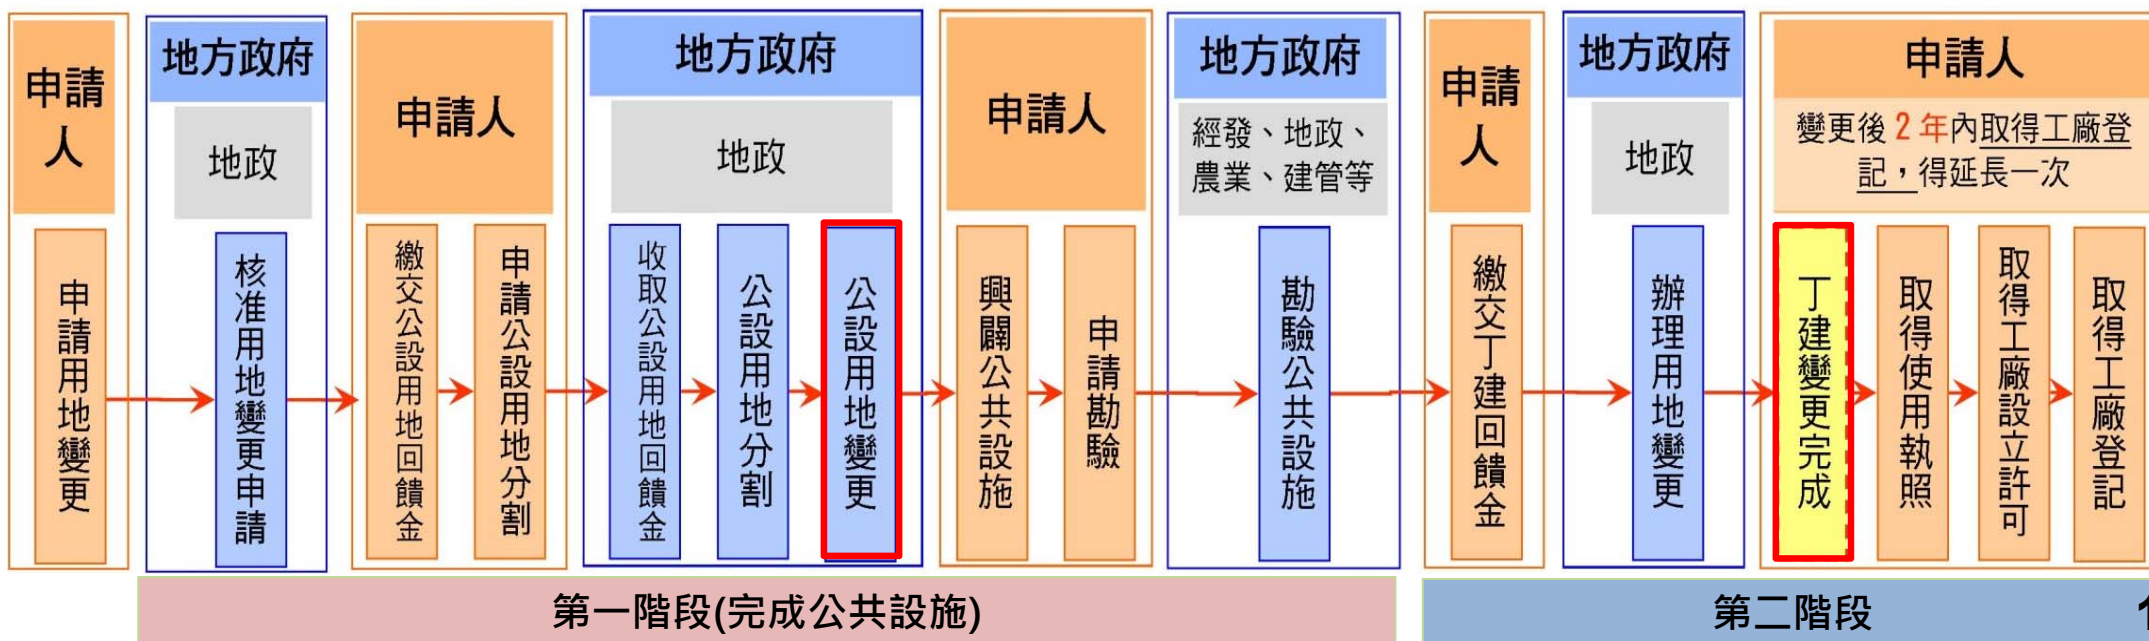 申請人
申請用地變更
地方政府
地政
核准用地變更申請
申請人
繳交公設用地回饋金
申請公設用地分割
地方政府
地政
收取公設用地回饋金
公設用地分割
公設用地變更
申請人
興闢公共設施
申請勘驗
地方政府
經發、地政、
農業、建管等
勘驗公共設施
申請人
繳交丁建回饋金
地方政府
地政
辦理用地變更
申請人
變更後 2 年內取得工廠登
記，得延長一次
丁建變更完成
取得使用執照
取得工廠設立許可
取得工廠登記
第一階段(完成公共設施)
第二階段